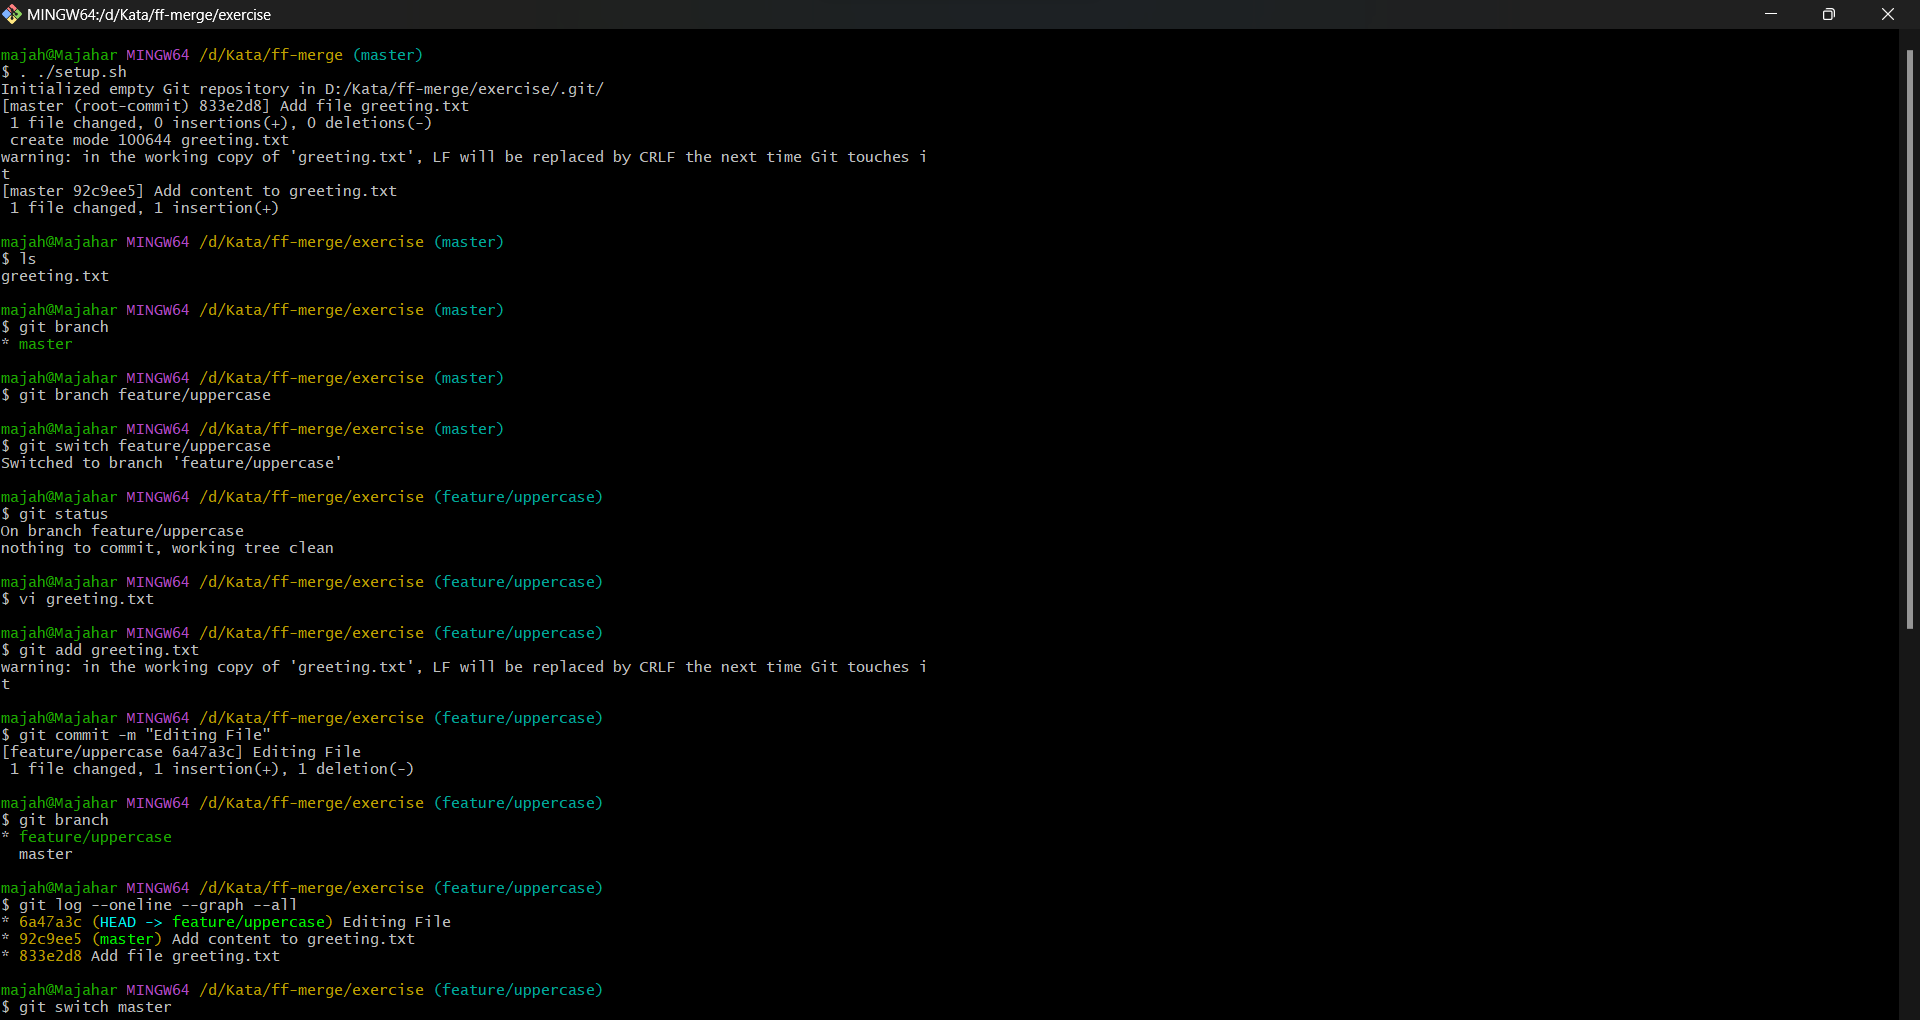 MINGW64:/d/Kata/ff-merge/exercise
majah@Majahar MINGW64 /d/Kata/ff-merge (master)
$ . ./setup.sh
Initialized empty Git repository in D:/Kata/ff-merge/exercise/.git/
[master (root-commit) 833e2d8] Add file greeting.txt
 1 file changed, 0 insertions(+), 0 deletions(-)
 create mode 100644 greeting.txt
warning: in the working copy of 'greeting.txt', LF will be replaced by CRLF the next time Git touches i
t
[master 92c9ee5] Add content to greeting.txt
 1 file changed, 1 insertion(+)
majah@Majahar MINGW64 /d/Kata/ff-merge/exercise (master)
$ ls
greeting.txt
majah@Majahar MINGW64 /d/Kata/ff-merge/exercise (master)
$ git branch
* master
majah@Majahar MINGW64 /d/Kata/ff-merge/exercise (master)
$ git branch feature/uppercase
majah@Majahar MINGW64 /d/Kata/ff-merge/exercise (master)
$ git switch feature/uppercase
Switched to branch 'feature/uppercase'
majah@Majahar MINGW64 /d/Kata/ff-merge/exercise (feature/uppercase)
$ git status
On branch feature/uppercase
nothing to commit, working tree clean
majah@Majahar MINGW64 /d/Kata/ff-merge/exercise (feature/uppercase)
$ vi greeting.txt
majah@Majahar MINGW64 /d/Kata/ff-merge/exercise (feature/uppercase)
$ git add greeting.txt
warning: in the working copy of 'greeting.txt', LF will be replaced by CRLF the next time Git touches i
t
majah@Majahar MINGW64 /d/Kata/ff-merge/exercise (feature/uppercase)
$ git commit -m "Editing File"
[feature/uppercase 6a47a3c] Editing File
 1 file changed, 1 insertion(+), 1 deletion(-)
majah@Majahar MINGW64 /d/Kata/ff-merge/exercise (feature/uppercase)
$ git branch
* feature/uppercase
  master
majah@Majahar MINGW64 /d/Kata/ff-merge/exercise (feature/uppercase)
$ git log --oneline --graph --all
* 6a47a3c (HEAD -> feature/uppercase) Editing File
* 92c9ee5 (master) Add content to greeting.txt
* 833e2d8 Add file greeting.txt
majah@Majahar MINGW64 /d/Kata/ff-merge/exercise (feature/uppercase)
$ git switch master